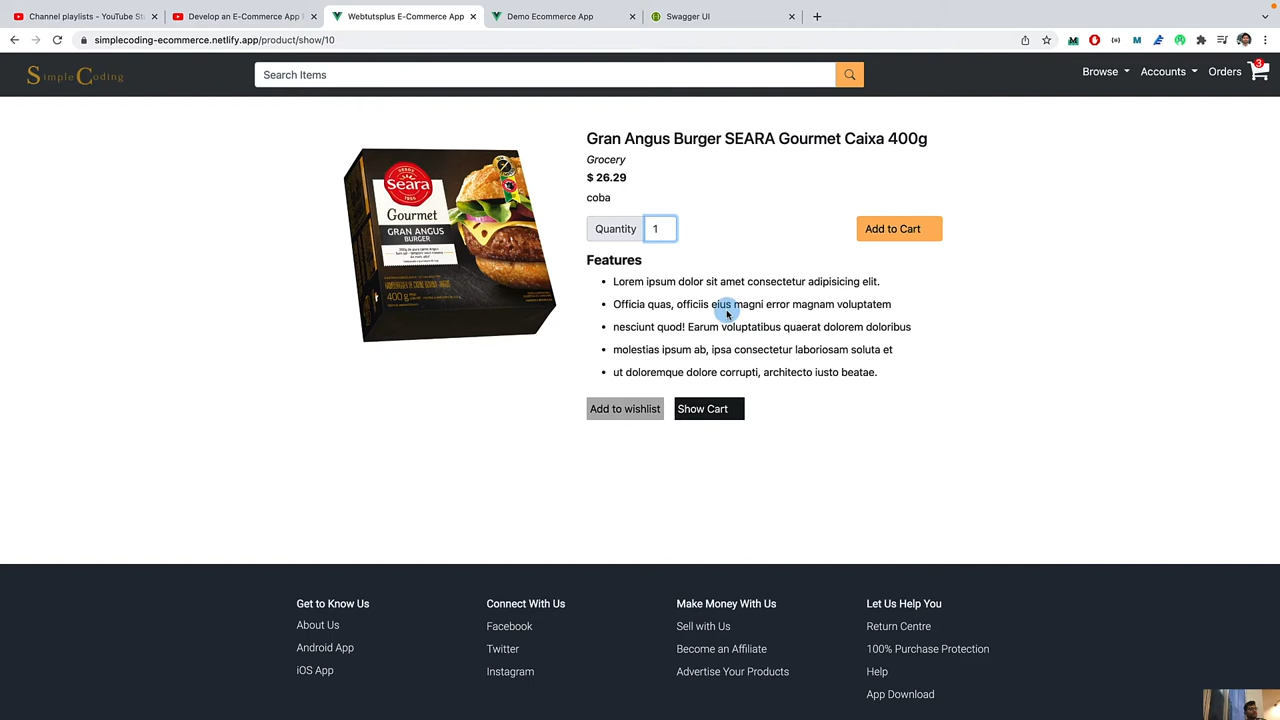 Channel playlists - YouTube St
Develop an E-Commerce App
Webtutsplus E-Commerce App
Demo Ecommerce App
Swagger UI
simplecoding-ecommerce.netlify.app/product/show/10
Simple Coding
Search Items
Browse
Accounts
Orders
3
Gran Angus Burger SEARA Gourmet Caixa 400g
Grocery
$ 26.29
coba
Quantity
1
Add to Cart
Seara
Gourmet
GRAN ANGUS
BURGER
400g
Features
Lorem ipsum dolor sit amet consectetur adipisicing elit.
Officia quas, officiis eius magni error magnam voluptatem
nesciunt quod! Earum voluptatibus quaerat dolorem doloribus
molestias ipsum ab, ipsa consectetur laboriosam soluta et
ut doloremque dolore corrupti, architecto iusto beatae.
Add to wishlist
Show Cart
Get to Know Us
About Us
Android App
iOS App
Connect With Us
Facebook
Twitter
Instagram
Make Money With Us
Sell with Us
Become an Affiliate
Advertise Your Products
Let Us Help You
Return Centre
100% Purchase Protection
Help
App Download